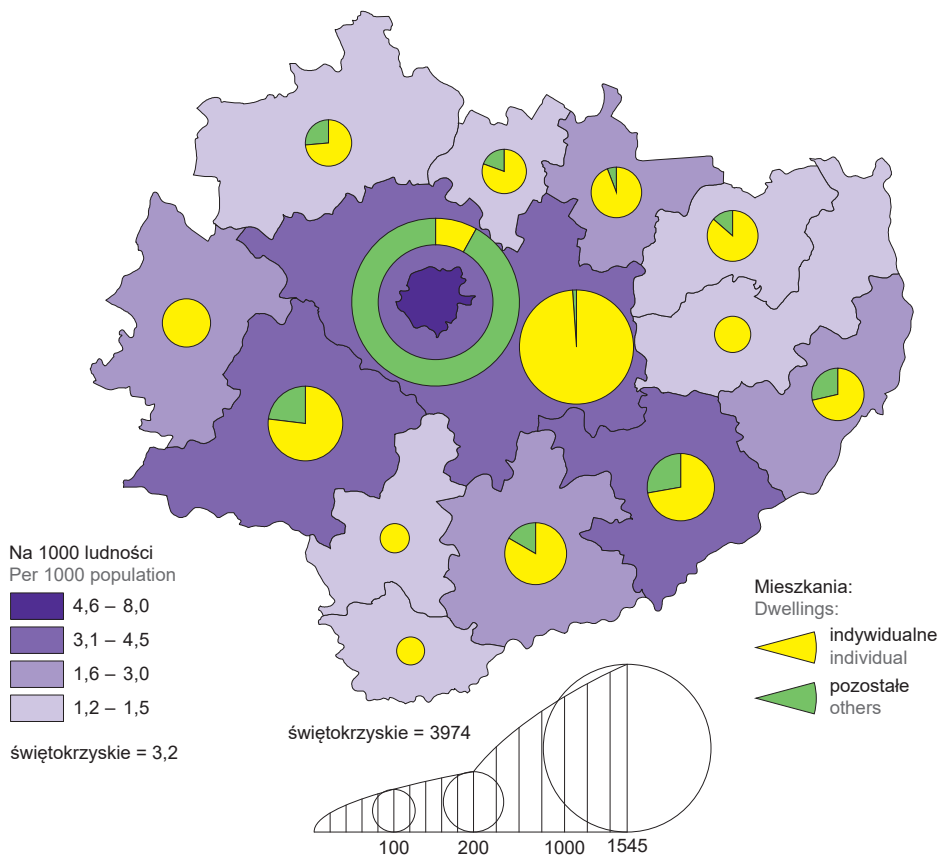 Na 1000 ludności
Per 1000 population
4,6 – 8,0
3,1 – 4,5
1,6 – 3,0
1,2 – 1,5
świętokrzyskie = 3,2
świętokrzyskie = 3974
100
200
1000
1545
Mieszkania:
Dwellings:
indywidualne
individual
pozostałe
others